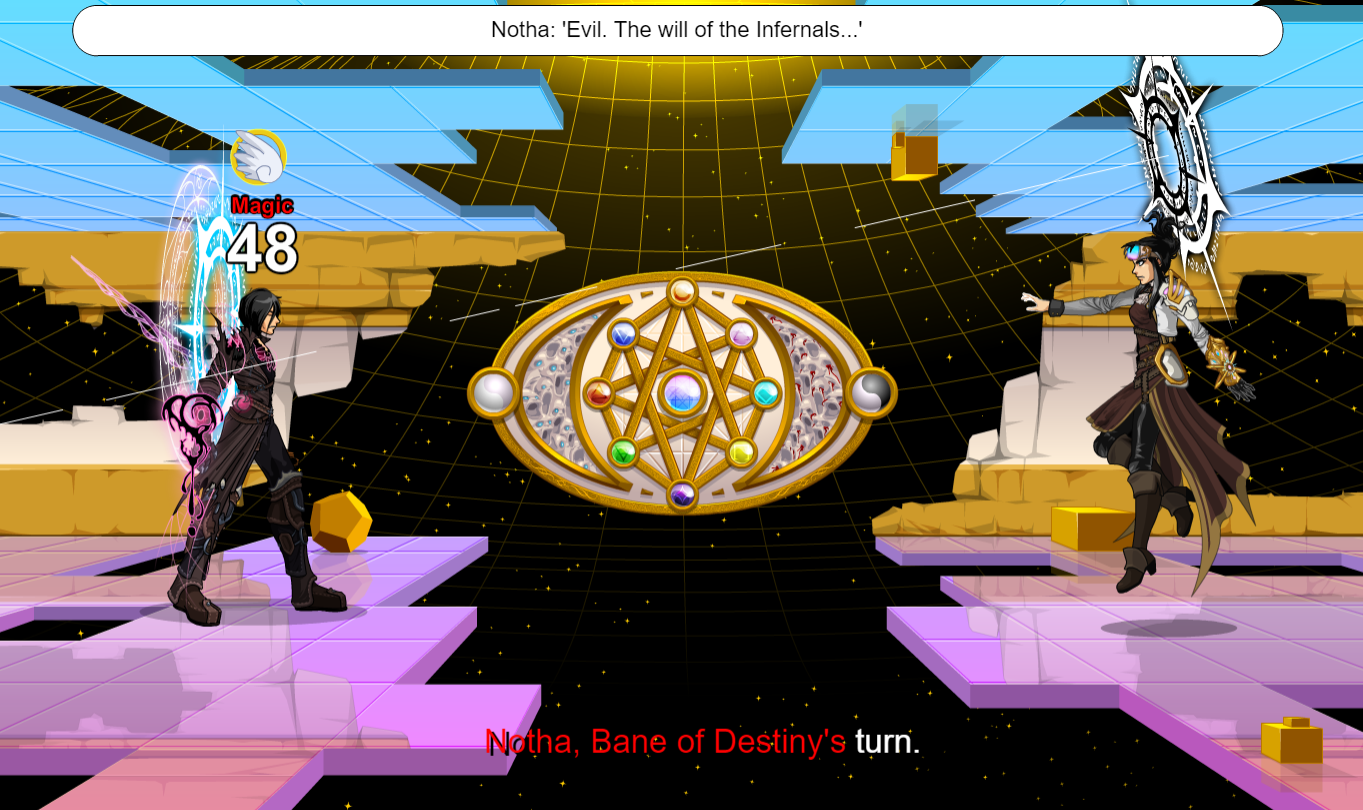 Notha: 'Evil. The will of the Infernals...'
Magic
48
Notha, Bane of Destiny's turn.